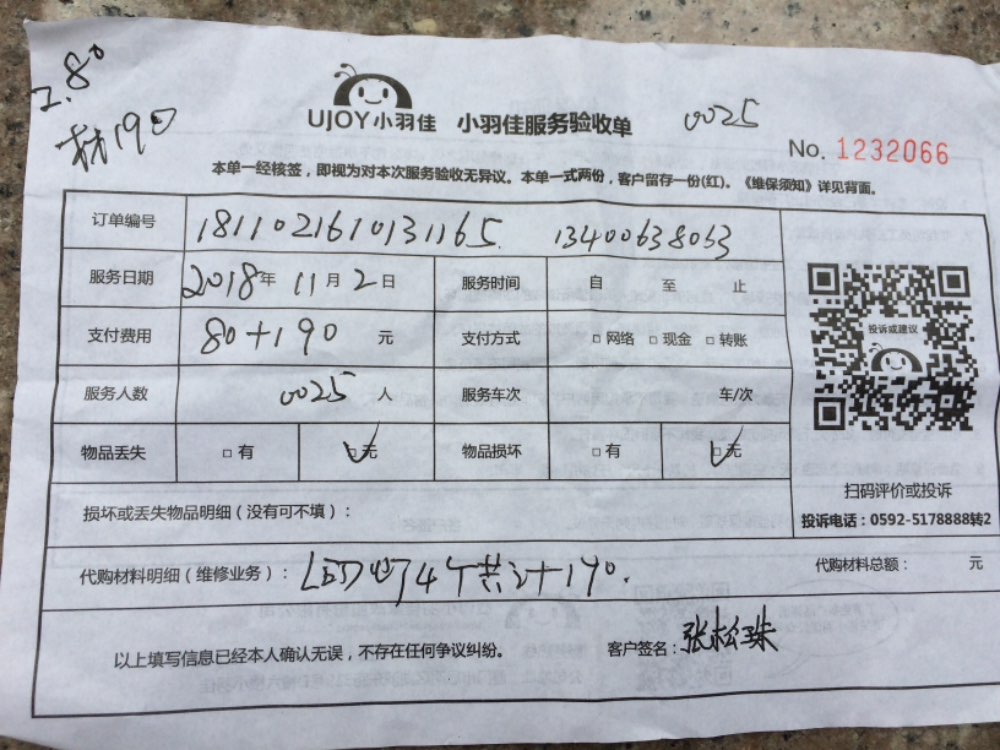 2.80
材190
UJOY小羽佳 小羽佳服务验收单 0025
No. 1232066
本单一经核签，即视为对本次服务验收无异议。本单一式两份，客户留存一份(红)。《维保须知》详见背面。
订单编号 1811021610131165 13400638063
服务日期 2018年11月2日 服务时间 自 至 止
支付费用 80+190 元 支付方式 □网络 □现金 □转账
服务人数 0025 人 服务车次 车/次
物品丢失 □有 □无 物品损坏 □有 □无
投诉或建议
扫码评价或投诉
投诉电话：0592-5178888转2
损坏或丢失物品明细（没有可不填）：
代购材料明细（维修业务）：LED灯4个共计190. 代购材料总额： 元
以上填写信息已经本人确认无误，不存在任何争议纠纷。 客户签名：张松珠